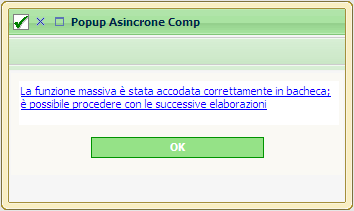 Popup Asincrone Comp
La funzione massiva è stata accodata correttamente in bacheca;
è possibile procedere con le successive elaborazioni
OK